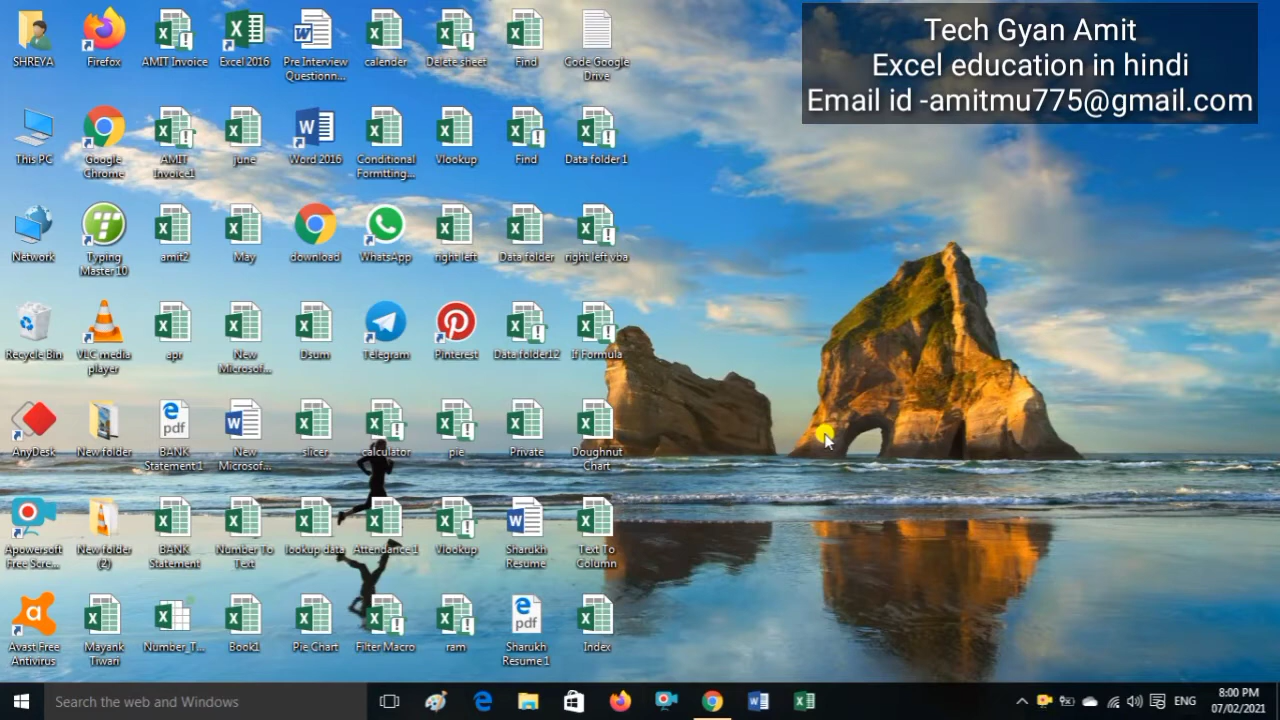 Tech Gyan Amit
Excel education in hindi
Email id -amitmu775@gmail.com
SHREYA
Firefox
AMIT Invoice
Excel 2016
Pre Interview
Questionn...
calender
Delete sheet
Find
Code Google
Drive
This PC
Google
Chrome
AMIT
Invoice1
june
Word 2016
Conditional
Formtting...
Vlookup
Find
Data folder 1
Network
Typing
Master 10
amit2
May
download
WhatsApp
right left
Data folder
right left vba
Recycle Bin
VLC media
player
apr
New
Microsof...
Dsum
Telegram
Pinterest
Data folder12
If Formula
AnyDesk
New folder
pdf
BANK
Statement 1
New
Microsof...
slicer
calculator
pie
Private
Doughnut
Chart
Apowersoft
Free Scre...
New folder
(2)
BANK
Statement
Number To
Text
lookup data
Attendance 1
Vlookup
Sharukh
Resume
Text To
Column
Avast Free
Antivirus
Mayank
Tiwari
Number_T...
Book1
Pie Chart
Filter Macro
ram
pdf
Sharukh
Resume 1
Index
Search the web and Windows
ENG
8:00 PM
07/02/2021